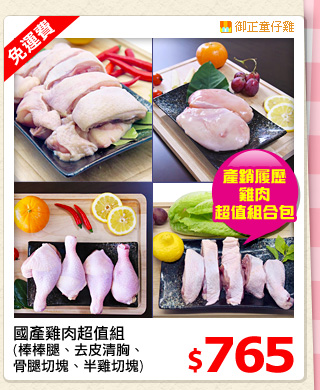 御正童仔雞
免運費
產銷履歷
雞肉
超值組合包
國產雞肉超值組
(棒棒腿、去皮清胸、
骨腿切塊、半雞切塊)
$765